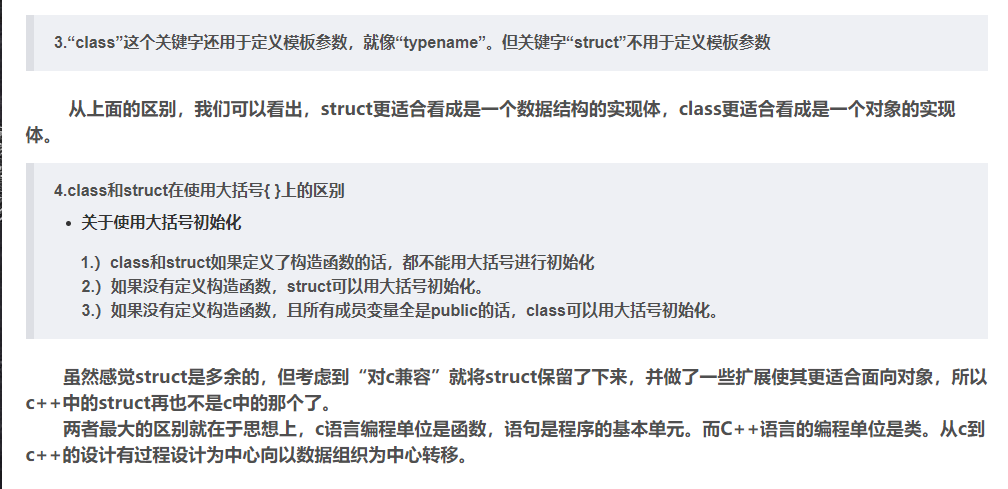 3.“class”这个关键字还用于定义模板参数，就像“typename”。但关键字“struct”不用于定义模板参数
从上面的区别，我们可以看出，struct更适合看成是一个数据结构的实现体，class更适合看成是一个对象的实现
体。
4.class和struct在使用大括号{ }上的区别
• 关于使用大括号初始化
1.）class和struct如果定义了构造函数的话，都不能用大括号进行初始化
2.）如果没有定义构造函数，struct可以用大括号初始化。
3.）如果没有定义构造函数，且所有成员变量全是public的话，class可以用大括号初始化。
虽然感觉struct是多余的，但考虑到“对c兼容”就将struct保留了下来，并做了一些扩展使其更适合面向对象，所以
c++中的struct再也不是c中的那个了。
两者最大的区别就在于思想上，c语言编程单位是函数，语句是程序的基本单元。而C++语言的编程单位是类。从c到
c++的设计有过程设计为中心向以数据组织为中心转移。